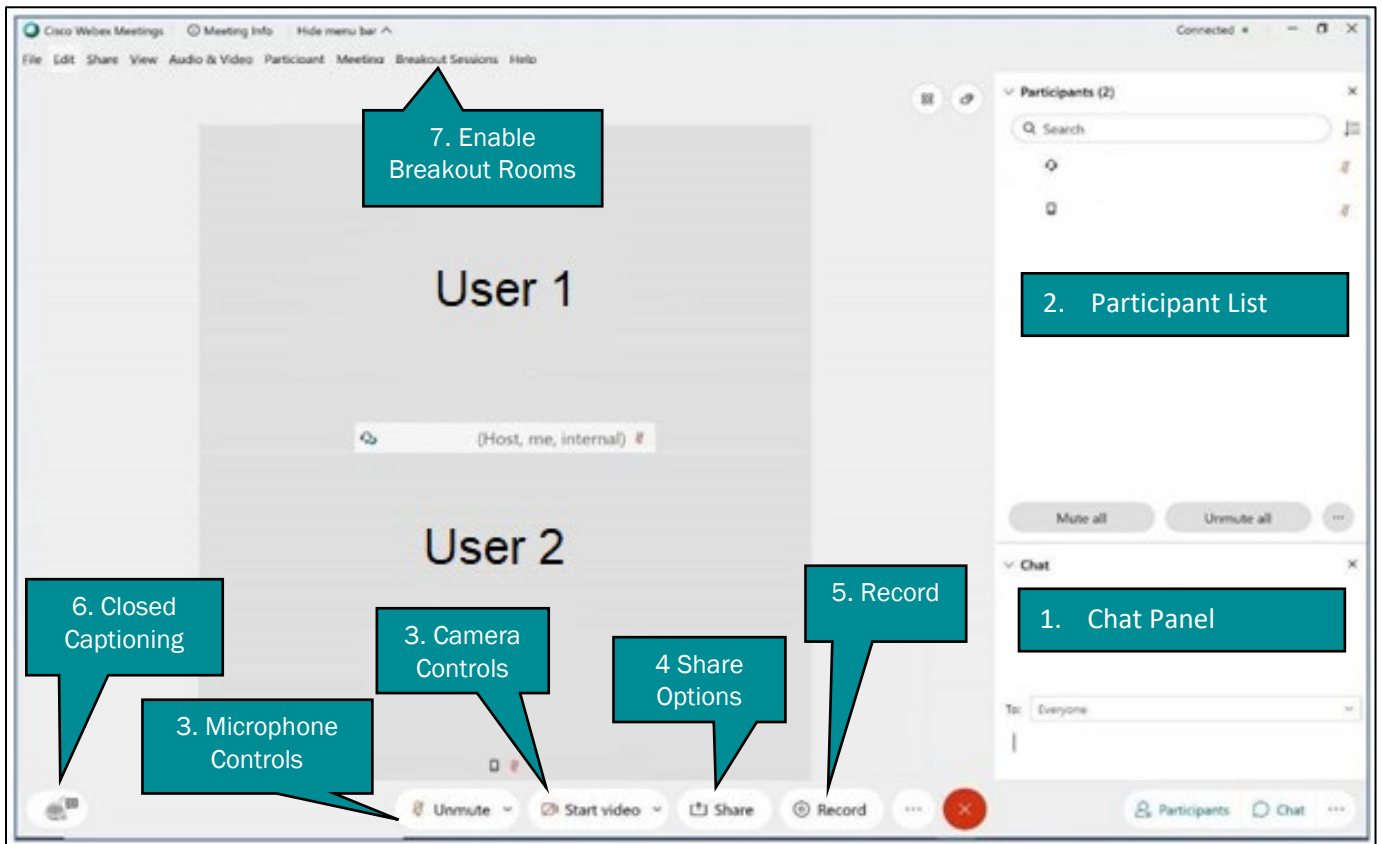 Cisco Webex Meetings Meeting Info Hide menu bar Connected
File Edit Share View Audio & Video Participant Meeting Breakout Sessions Help
7. Enable
Breakout Rooms
User 1
(Host, me, internal)
User 2
6. Closed
Captioning
3. Microphone
Controls
3. Camera
Controls
4 Share
Options
5. Record
Unmute Start video Share Record
Participants (2)
Search
2. Participant List
Mute all Unmute all
Chat
1. Chat Panel
To: Everyone
Participants Chat